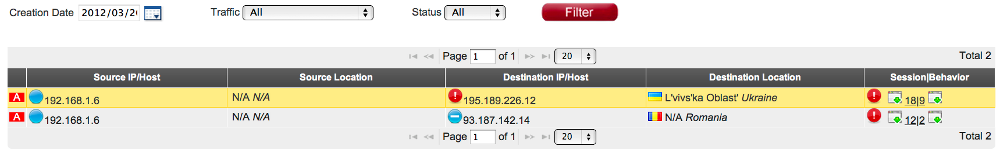 Creation Date 2012/03/26 Traffic All Status All Filter
Page 1 of 1 20 Total 2
Source IP/Host Source Location Destination IP/Host Destination Location Session|Behavior
A 192.168.1.6 N/A N/A ! 195.189.226.12 L'vivs'ka Oblast' Ukraine ! 18|9
A 192.168.1.6 N/A N/A 93.187.142.14 N/A Romania ! 12|2
Page 1 of 1 20 Total 2